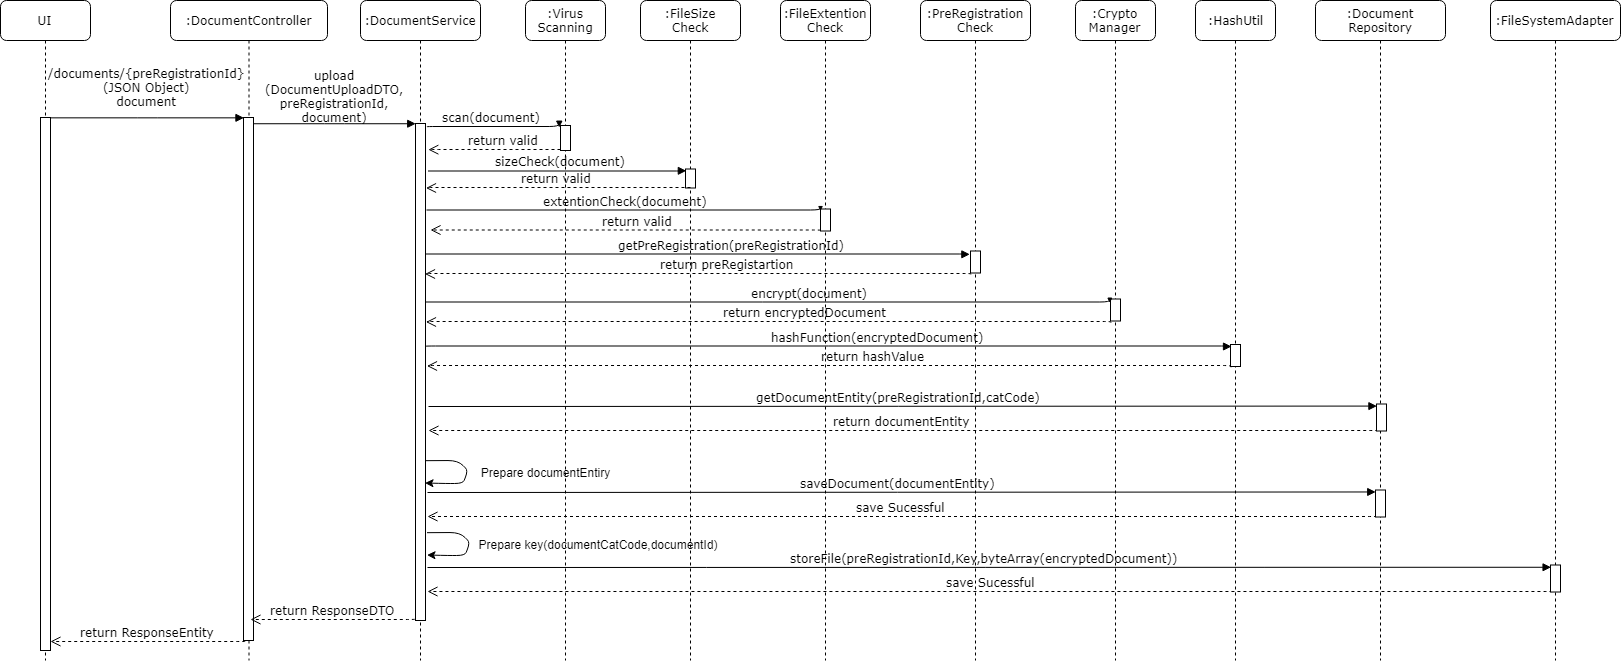 UI
:DocumentController
:DocumentService
:Virus
Scanning
:FileSize
Check
:FileExtention
Check
:PreRegistration
Check
:Crypto
Manager
:HashUtil
:Document
Repository
:FileSystemAdapter
/documents/{preRegistrationId}
(JSON Object)
document
upload
(DocumentUploadDTO,
preRegistrationId,
document)
scan(document)
return valid
sizeCheck(document)
return valid
extentionCheck(document)
return valid
getPreRegistration(preRegistrationId)
return preRegistartion
encrypt(document)
return encryptedDocument
hashFunction(encryptedDocument)
return hashValue
getDocumentEntity(preRegistrationId,catCode)
return documentEntity
Prepare documentEntiry
saveDocument(documentEntity)
save Sucessful
Prepare key(documentCatCode,documentId)
storeFile(preRegistrationId,Key,byteArray(encryptedDocument))
save Sucessful
return ResponseDTO
return ResponseEntity